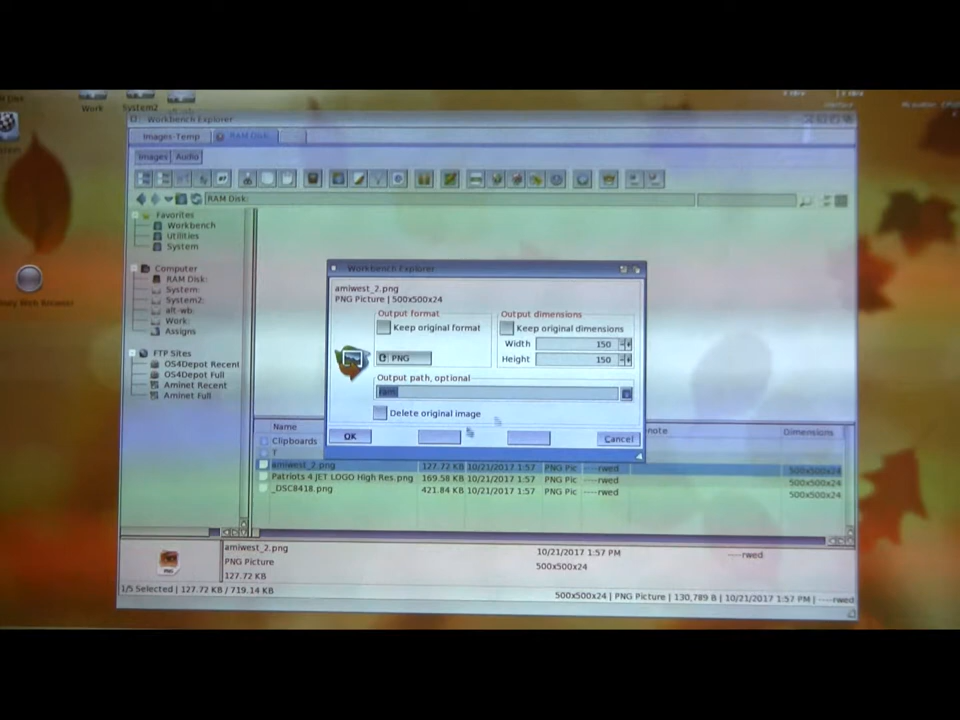 Work
System2
Workbench Explorer
Images-Temp
RAM Disk:
Images
Audio
RAM Disk:
Favorites
Workbench
Utilities
System
Computer
RAM Disk:
System:
System2:
alt-wb:
Work:
Assigns
FTP Sites
OS4Depot Recent
OS4Depot Full
Aminet Recent
Aminet Full
Workbench Explorer
amiwest_2.png
PNG Picture | 500x500x24
Output format
Keep original format
PNG
Output dimensions
Keep original dimensions
Width 150
Height 150
Output path, optional
Delete original image
OK
Cancel
Name
Dimensions
Clipboards
T
amiwest_2.png 127.72 KB 10/21/2017 1:57 PNG Pic ----rwed 500x500x24
Patriots 4 JET LOGO High Res.png 169.58 KB 10/21/2017 1:57 PNG Pic ----rwed 500x500x24
_DSC8418.png 421.84 KB 10/21/2017 1:57 PNG Pic ----rwed 500x500x24
amiwest_2.png 10/21/2017 1:57 PM ----rwed
PNG Picture 500x500x24
127.72 KB
PNG
1/5 Selected | 127.72 KB / 719.14 KB
500x500x24 | PNG Picture | 130,789 B | 10/21/2017 1:57 PM | ----rwed